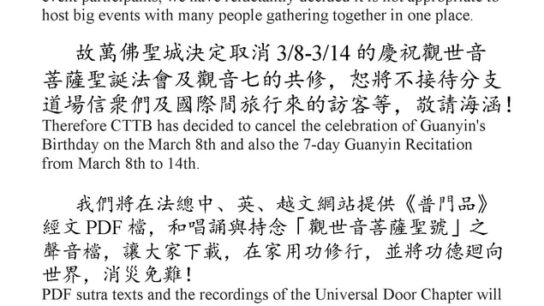 event participants, we have reluctantly decided it is not appropriate to
host big events with many people gathering together in one place.
故萬佛聖城決定取消 3/8-3/14 的慶祝觀世音
菩薩聖誕法會及觀音七的共修，恕將不接待分支
道場信眾們及國際間旅行來的訪客等，敬請海涵！
Therefore CTTB has decided to cancel the celebration of Guanyin's
Birthday on the March 8th and also the 7-day Guanyin Recitation
from March 8th to 14th.
我們將在法總中、英、越文網站提供《普門品》
經文 PDF 檔，和唱誦與持念「觀世音菩薩聖號」之
聲音檔，讓大家下載，在家用功修行，並將功德迴向
世界，消災免難！
PDF sutra texts and the recordings of the Universal Door Chapter will